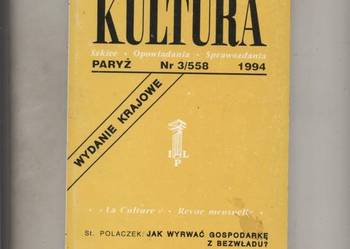 KULTURA
Szkice • Opowiadania • Sprawozdania
PARYŻ Nr 3/558 1994
WYDANIE KRAJOWE
I L
P
«La Culture» Revue mensuelle
St. POLACZEK: JAK WYRWAĆ GOSPODARKĘ
Z BEZWŁADU?